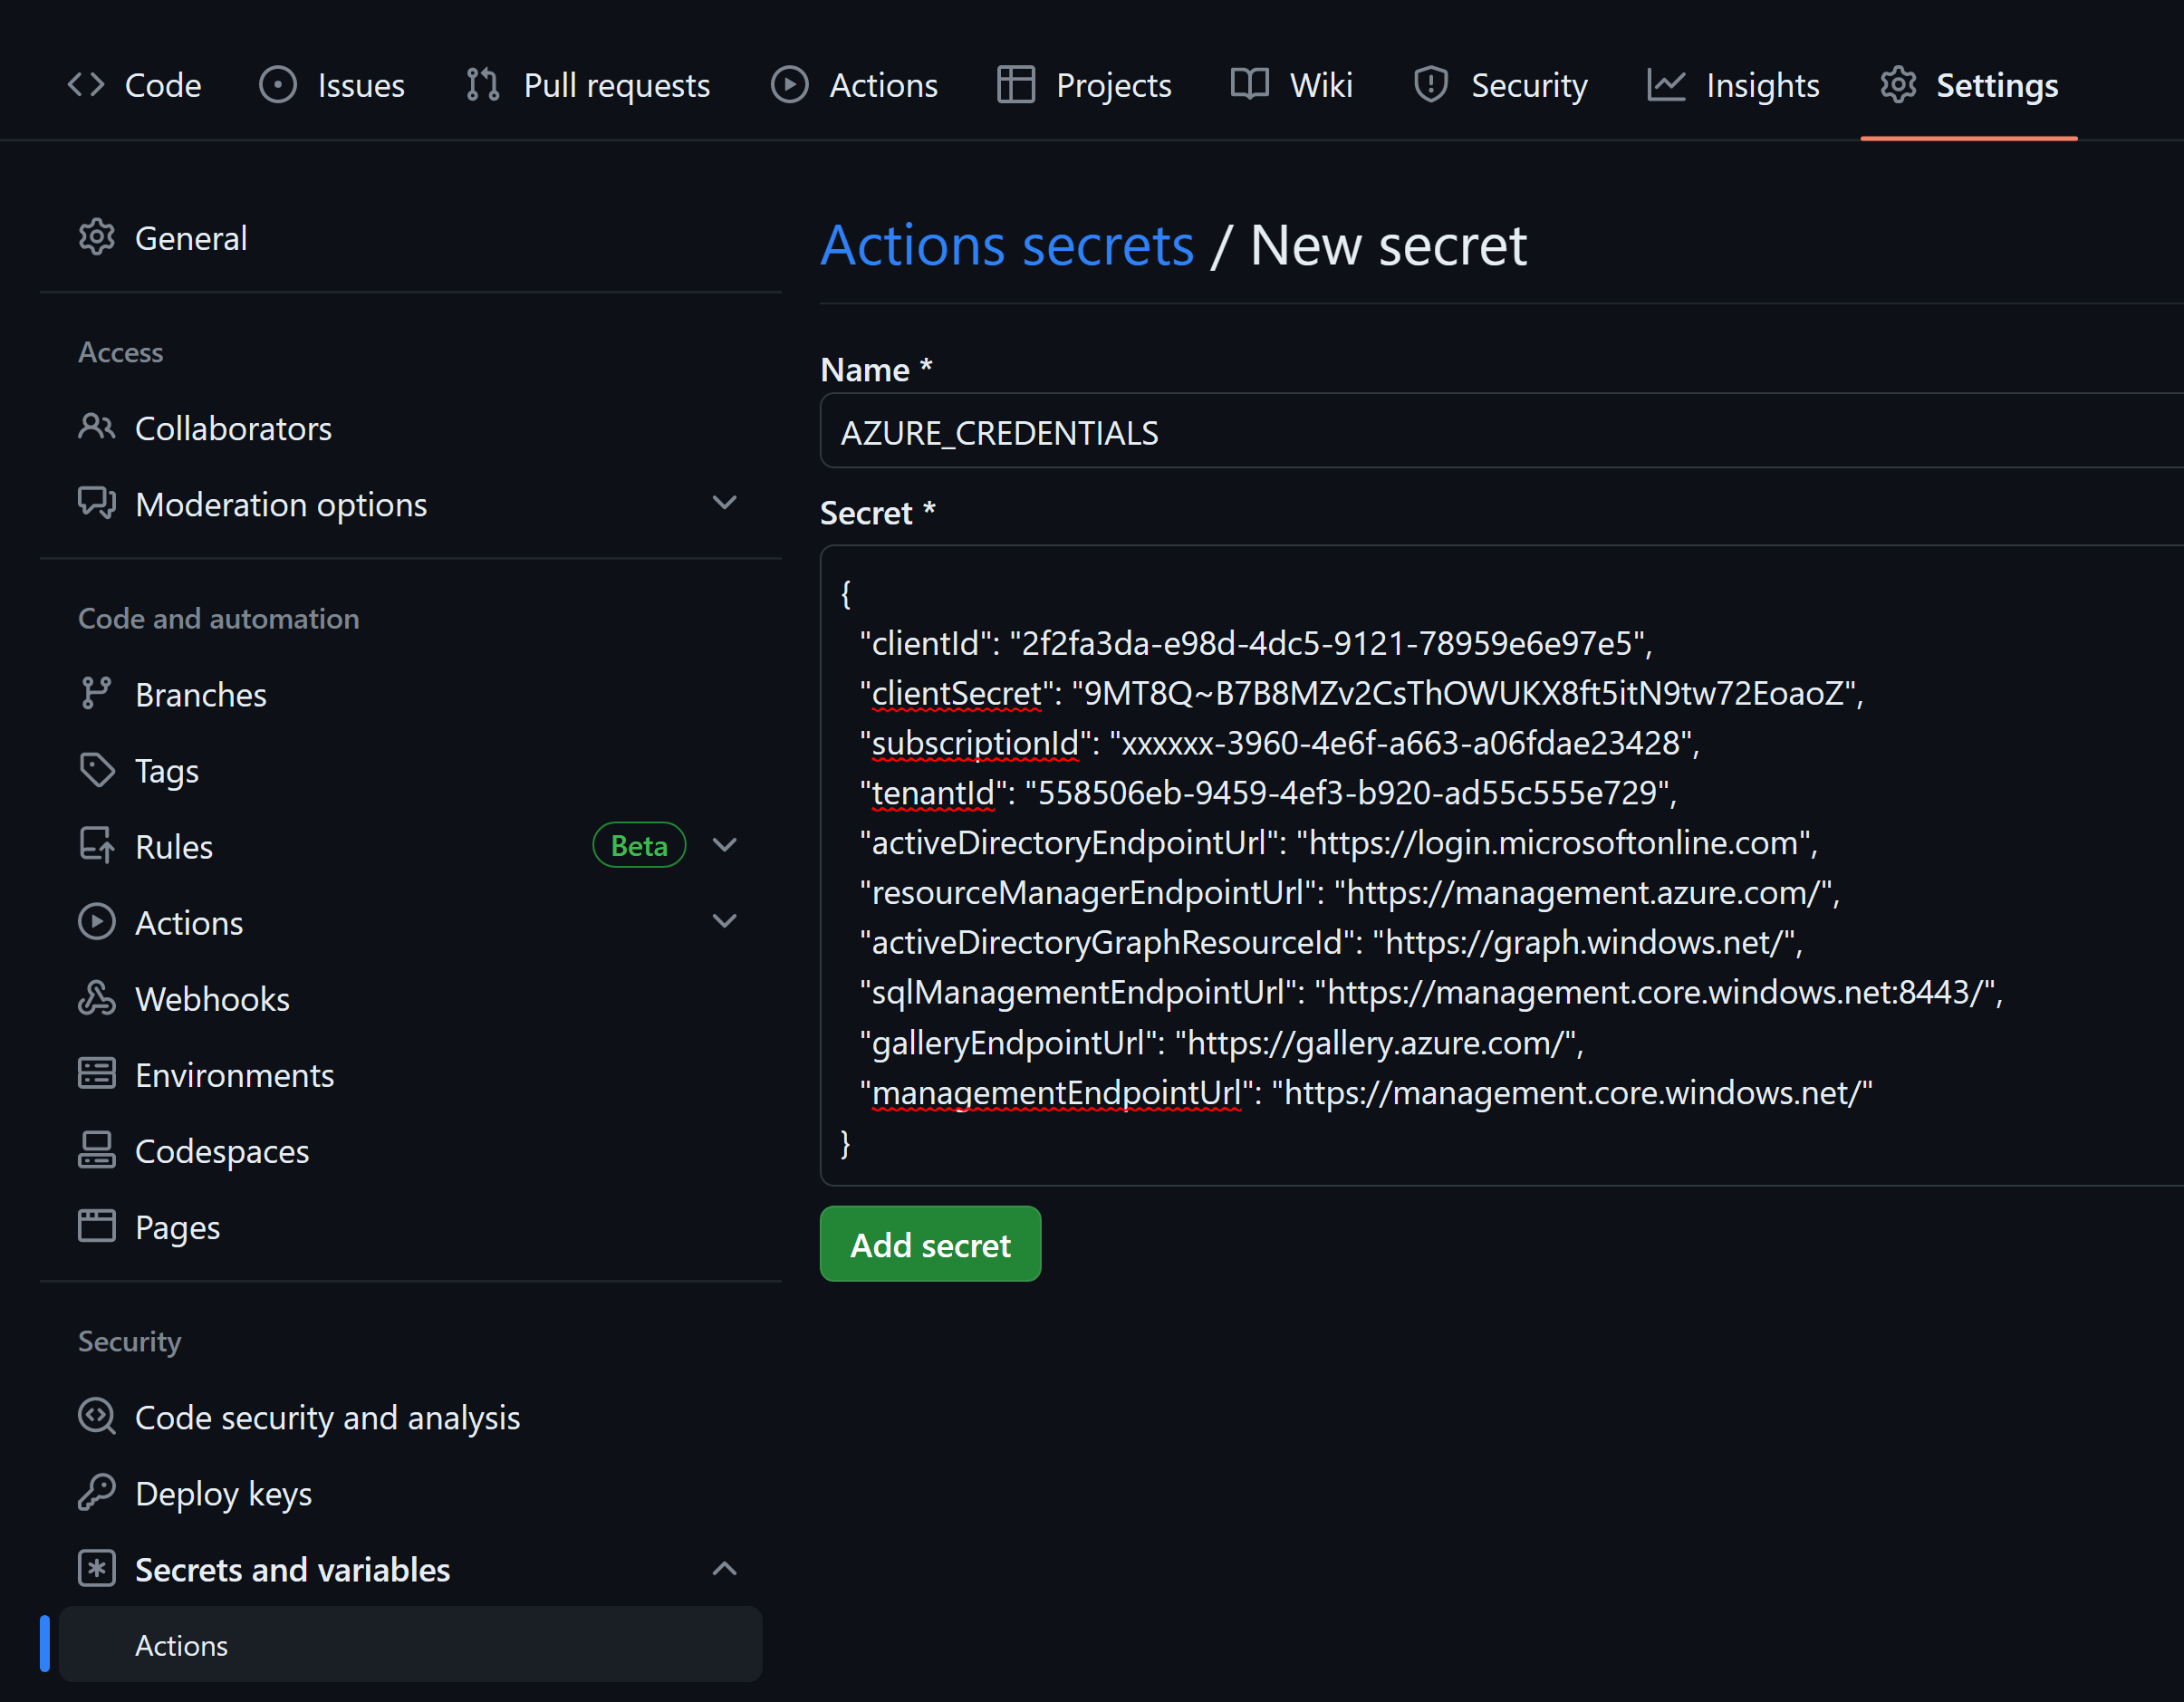 Code Issues Pull requests Actions Projects Wiki Security Insights Settings
General
Access
Collaborators
Moderation options
Code and automation
Branches
Tags
Rules Beta
Actions
Webhooks
Environments
Codespaces
Pages
Security
Code security and analysis
Deploy keys
Secrets and variables
Actions
Actions secrets / New secret
Name *
AZURE_CREDENTIALS
Secret *
{
"clientId": "2f2fa3da-e98d-4dc5-9121-78959e6e97e5",
"clientSecret": "9MT8Q~B7B8MZv2CsThOWUKX8ft5itN9tw72EoaoZ",
"subscriptionId": "xxxxxx-3960-4e6f-a663-a06fdae23428",
"tenantId": "558506eb-9459-4ef3-b920-ad55c555e729",
"activeDirectoryEndpointUrl": "https://login.microsoftonline.com",
"resourceManagerEndpointUrl": "https://management.azure.com/",
"activeDirectoryGraphResourceId": "https://graph.windows.net/",
"sqlManagementEndpointUrl": "https://management.core.windows.net:8443/",
"galleryEndpointUrl": "https://gallery.azure.com/",
"managementEndpointUrl": "https://management.core.windows.net/"
}
Add secret